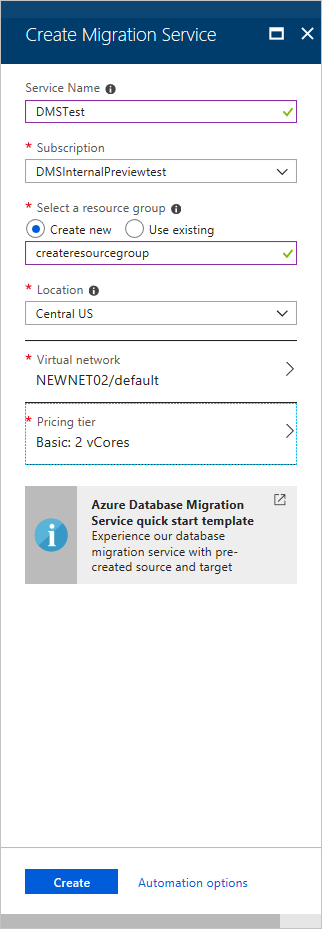 Create Migration Service
Service Name
DMSTest
* Subscription
DMSInternalPreviewtest
* Select a resource group
Create new
Use existing
createresourcegroup
* Location
Central US
* Virtual network
NEWNET02/default
* Pricing tier
Basic: 2 vCores
Azure Database Migration
Service quick start template
Experience our database
migration service with pre-
created source and target
Create
Automation options